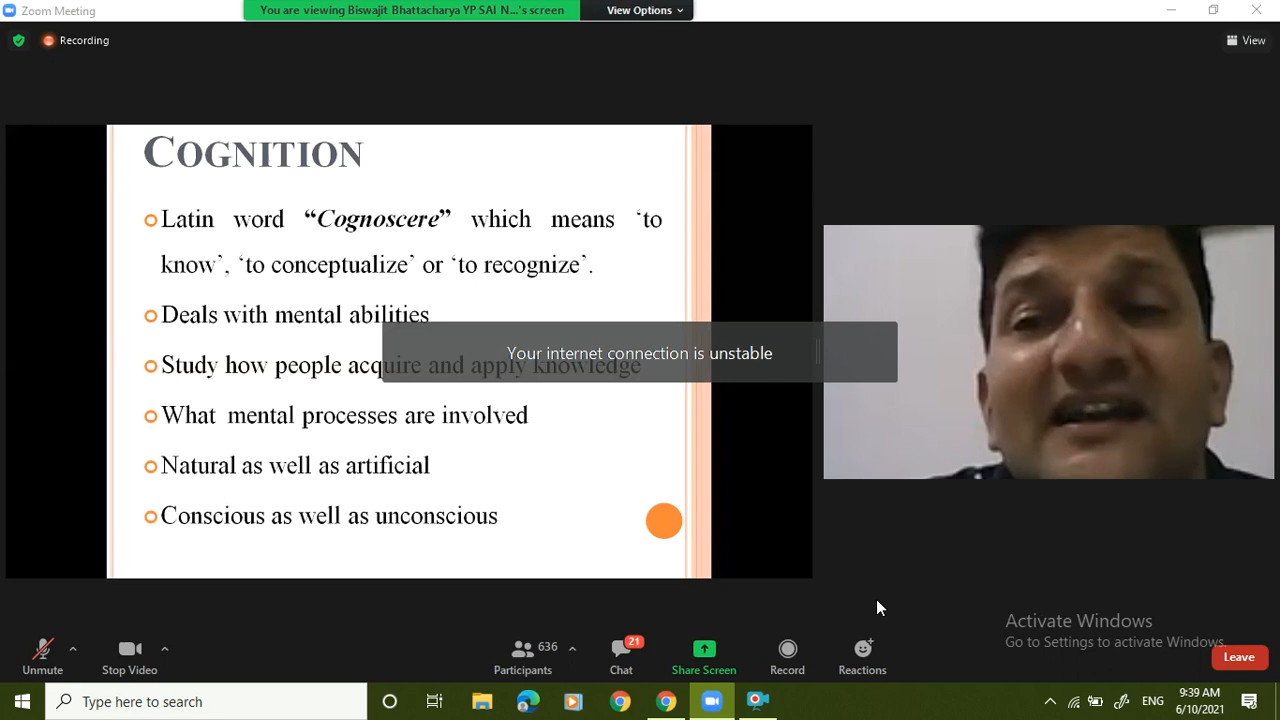 Zoom Meeting
You are viewing Biswajit Bhattacharya YP SAI N...'s screen
View Options
Recording
View
COGNITION
Latin word “Cognoscere” which means ‘to
know’, ‘to conceptualize’ or ‘to recognize’.
Deals with mental abilities
Study how people acquire and apply knowledge
Your internet connection is unstable
What mental processes are involved
Natural as well as artificial
Conscious as well as unconscious
Activate Windows
Go to Settings to activate Windows.
Unmute
Stop Video
636
Participants
21
Chat
Share Screen
Record
Reactions
Leave
Type here to search
ENG
9:39 AM
6/10/2021